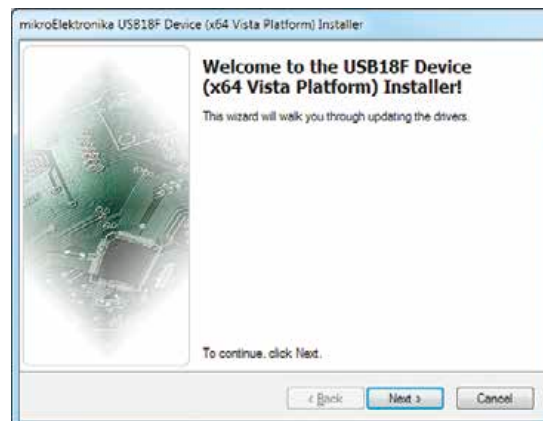 mikroElektronika USB18F Device (x64 Vista Platform) Installer
Welcome to the USB18F Device
(x64 Vista Platform) Installer!
This wizard will walk you through updating the drivers.
To continue, click Next.
< Back Next > Cancel